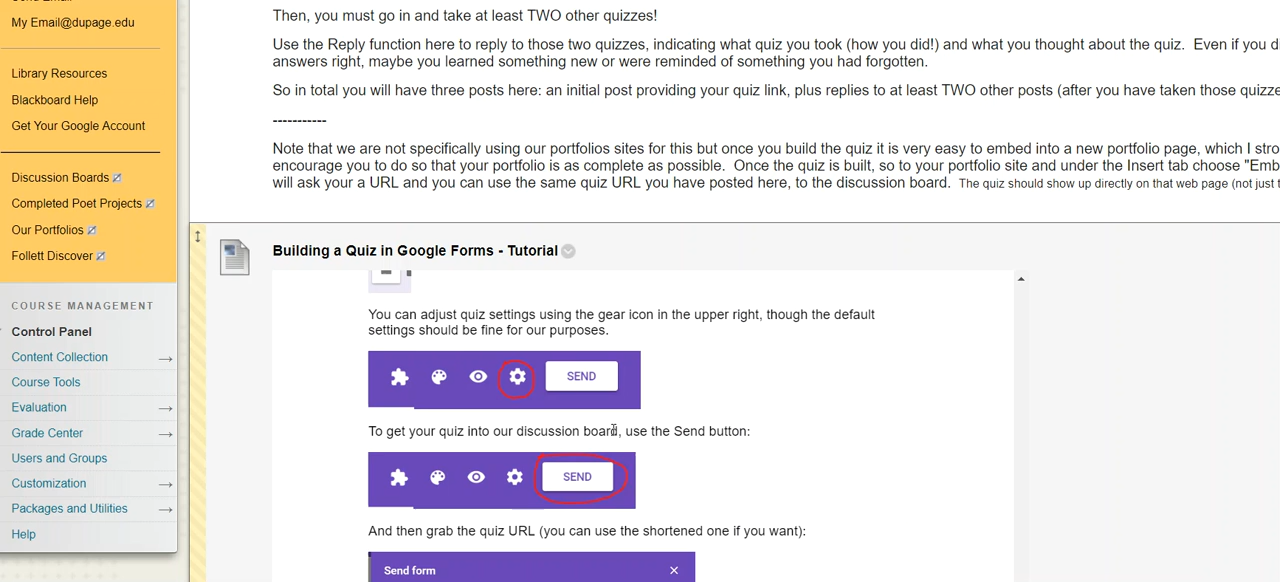 My Email@dupage.edu
Library Resources
Blackboard Help
Get Your Google Account
Discussion Boards
Completed Poet Projects
Our Portfolios
Follett Discover
COURSE MANAGEMENT
Control Panel
Content Collection
Course Tools
Evaluation
Grade Center
Users and Groups
Customization
Packages and Utilities
Help
Then, you must go in and take at least TWO other quizzes!
Use the Reply function here to reply to those two quizzes, indicating what quiz you took (how you did!) and what you thought about the quiz. Even if you
answers right, maybe you learned something new or were reminded of something you had forgotten.
So in total you will have three posts here: an initial post providing your quiz link, plus replies to at least TWO other posts (after you have taken those
-----------
Note that we are not specifically using our portfolios sites for this but once you build the quiz it is very easy to embed into a new portfolio page, which I
encourage you to do so that your portfolio is as complete as possible. Once the quiz is built, so to your portfolio site and under the Insert tab choose
will ask your a URL and you can use the same quiz URL you have posted here, to the discussion board. The quiz should show up directly on that web page (not just
Building a Quiz in Google Forms - Tutorial
You can adjust quiz settings using the gear icon in the upper right, though the default
settings should be fine for our purposes.
SEND
To get your quiz into our discussion board, use the Send button:
SEND
And then grab the quiz URL (you can use the shortened one if you want):
Send form